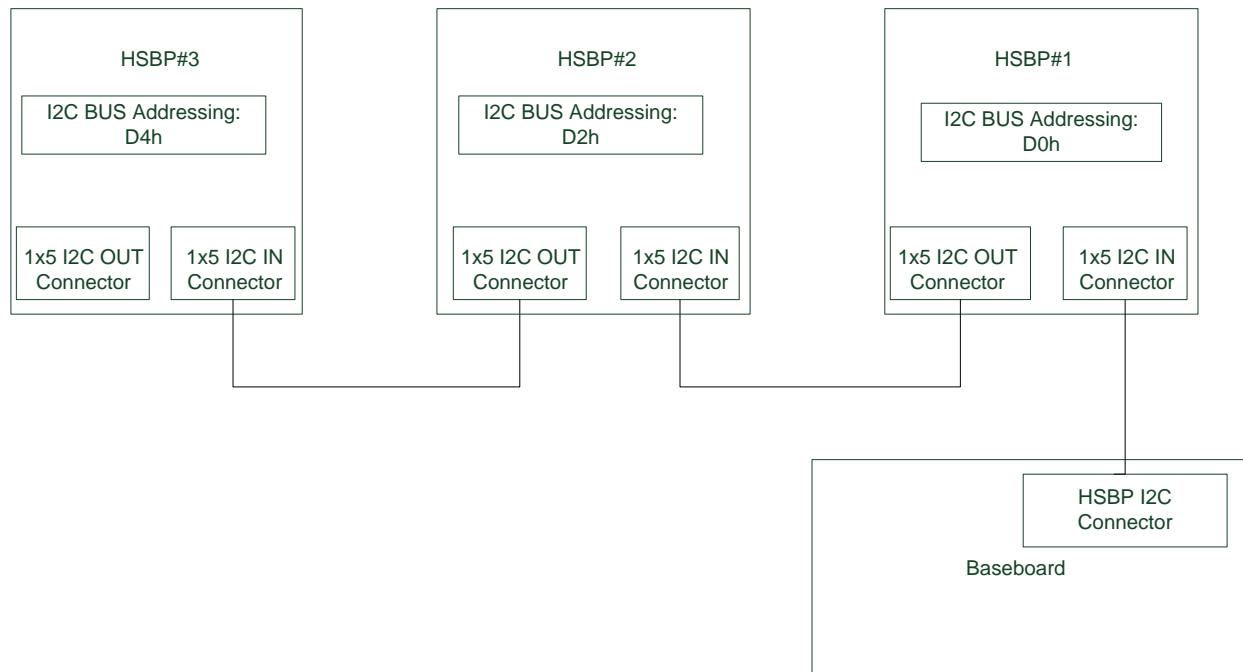 HSBP#3
I2C BUS Addressing:
D4h
1x5 I2C OUT
Connector
1x5 I2C IN
Connector
HSBP#2
I2C BUS Addressing:
D2h
1x5 I2C OUT
Connector
1x5 I2C IN
Connector
HSBP#1
I2C BUS Addressing:
D0h
1x5 I2C OUT
Connector
1x5 I2C IN
Connector
HSBP I2C
Connector
Baseboard